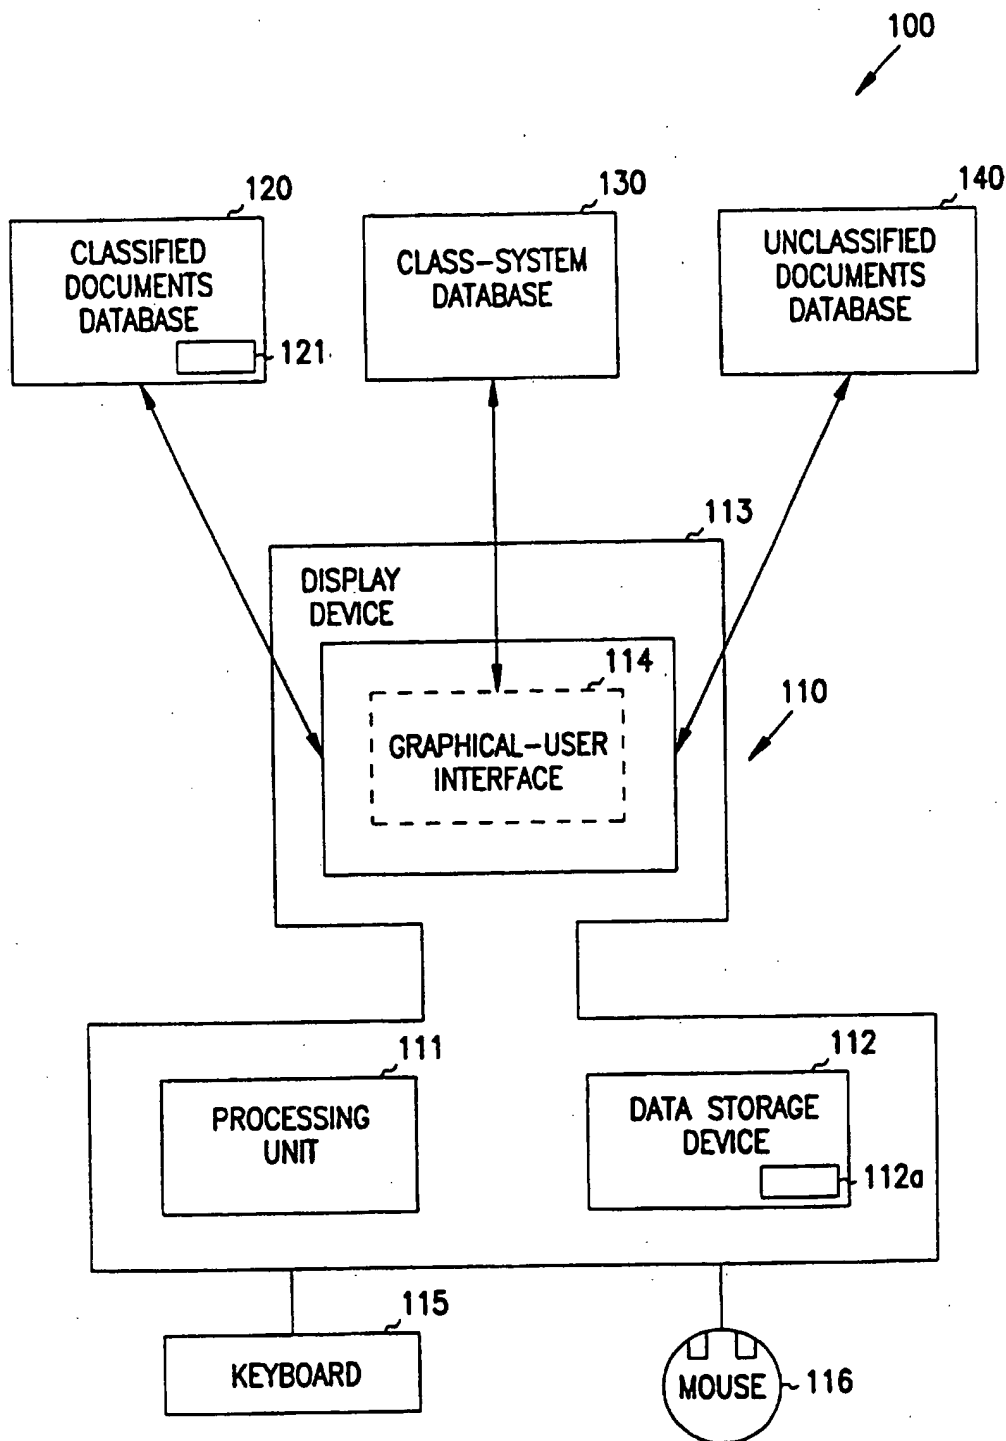 100
120
130
140
CLASSIFIED
DOCUMENTS
DATABASE
121
CLASS-SYSTEM
DATABASE
UNCLASSIFIED
DOCUMENTS
DATABASE
113
DISPLAY
DEVICE
114
110
GRAPHICAL-USER
INTERFACE
111
112
PROCESSING
UNIT
DATA STORAGE
DEVICE
112a
115
KEYBOARD
MOUSE
116